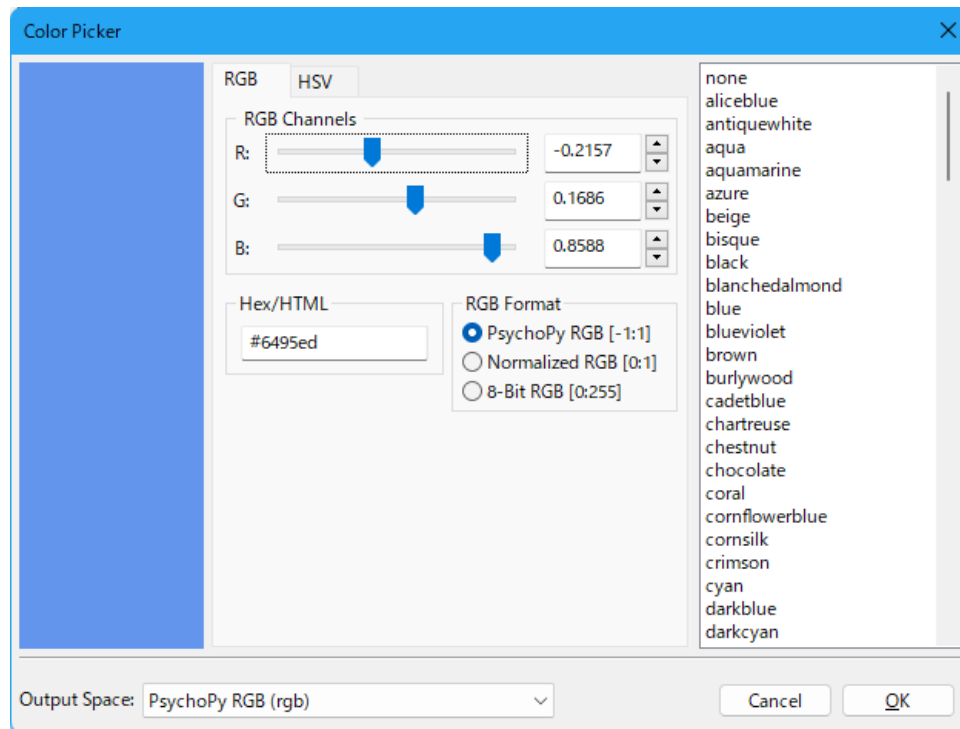 Color Picker
RGB
HSV
RGB Channels
R:
-0.2157
G:
0.1686
B:
0.8588
Hex/HTML
#6495ed
RGB Format
PsychoPy RGB [-1:1]
Normalized RGB [0:1]
8-Bit RGB [0:255]
none
aliceblue
antiquewhite
aqua
aquamarine
azure
beige
bisque
black
blanchedalmond
blue
blueviolet
brown
burlywood
cadetblue
chartreuse
chestnut
chocolate
coral
cornflowerblue
cornsilk
crimson
cyan
darkblue
darkcyan
Output Space:
PsychoPy RGB (rgb)
Cancel
OK